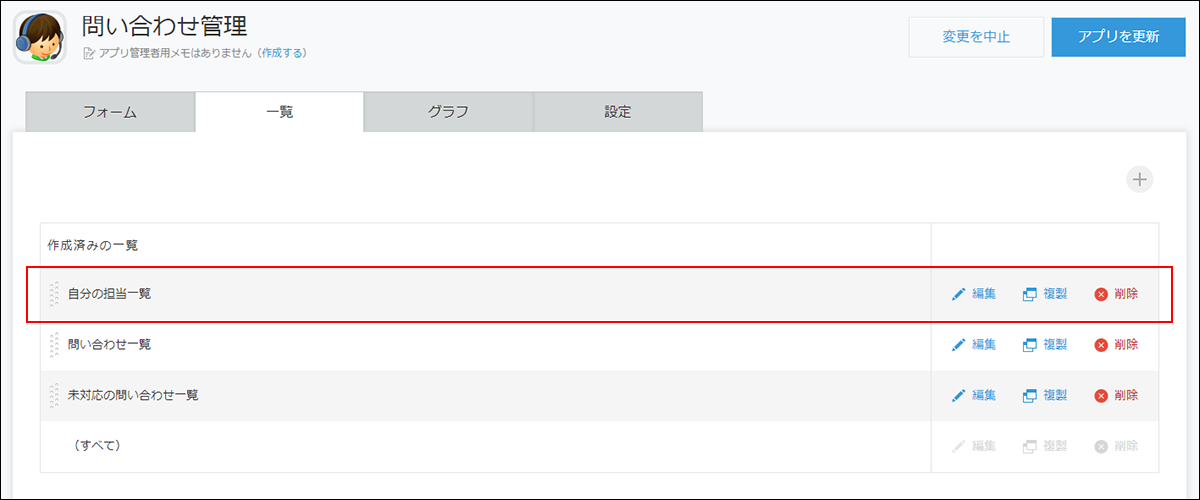 問い合わせ管理
アプリ管理者用メモはありません（作成する）
変更を中止
アプリを更新
フォーム
一覧
グラフ
設定
作成済みの一覧
自分の担当一覧 編集 複製 削除
問い合わせ一覧 編集 複製 削除
未対応の問い合わせ一覧 編集 複製 削除
（すべて） 編集 複製 削除